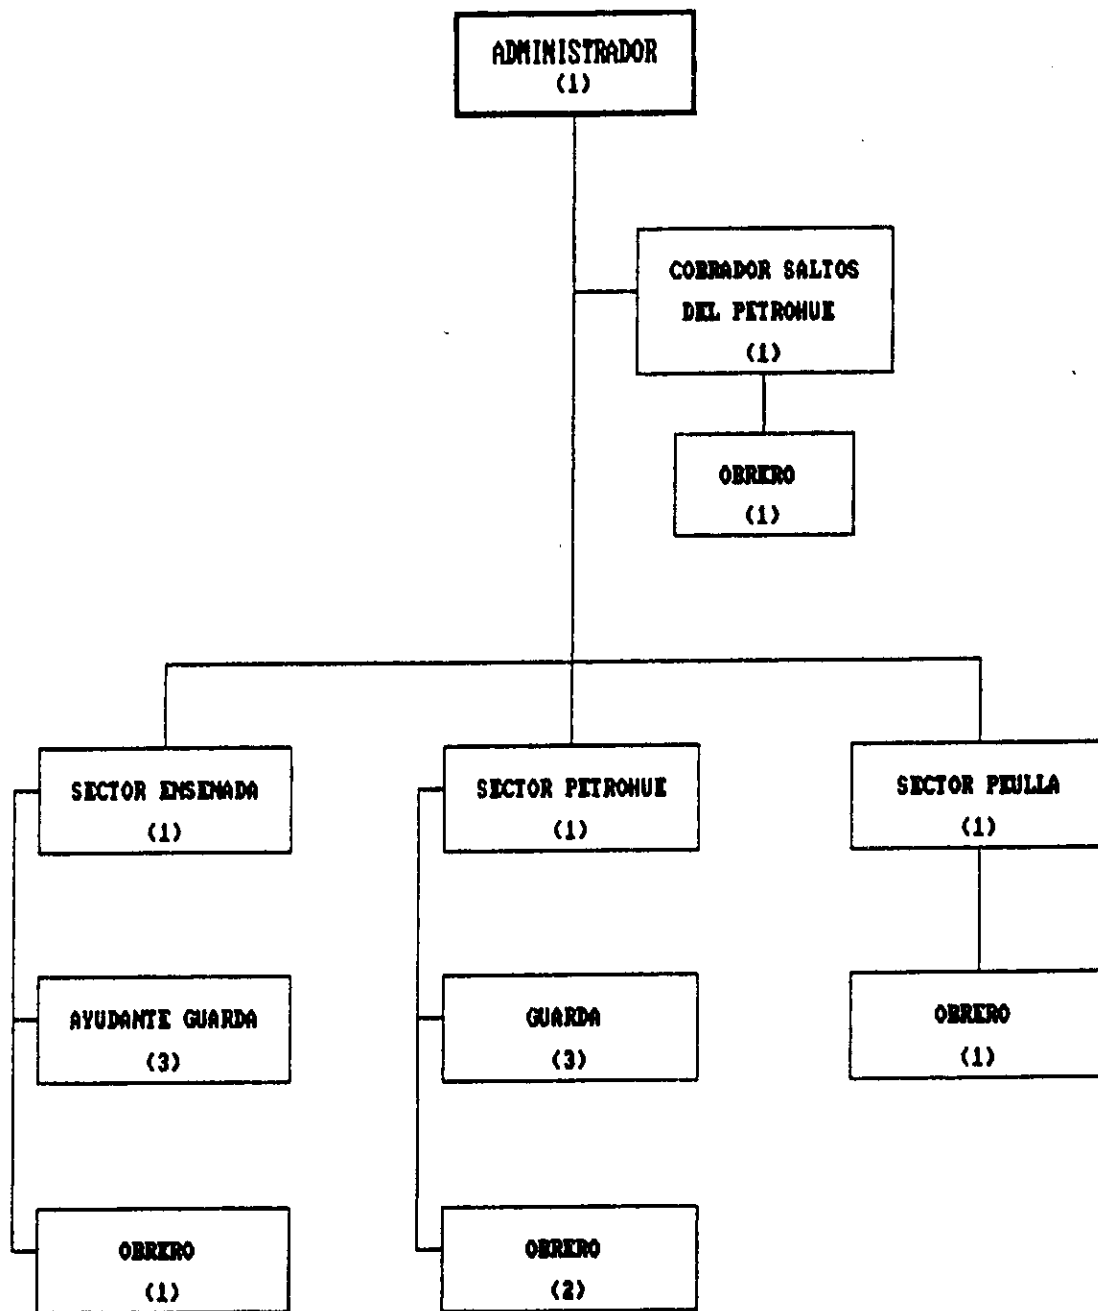 ADMINISTRADOR
(1)
COBRADOR SALTOS
DEL PETROHUE
(1)
OBRERO
(1)
SECTOR ENSENADA
(1)
SECTOR PETROHUE
(1)
SECTOR PEULLA
(1)
AYUDANTE GUARDA
(3)
GUARDA
(3)
OBRERO
(1)
OBRERO
(1)
OBRERO
(2)